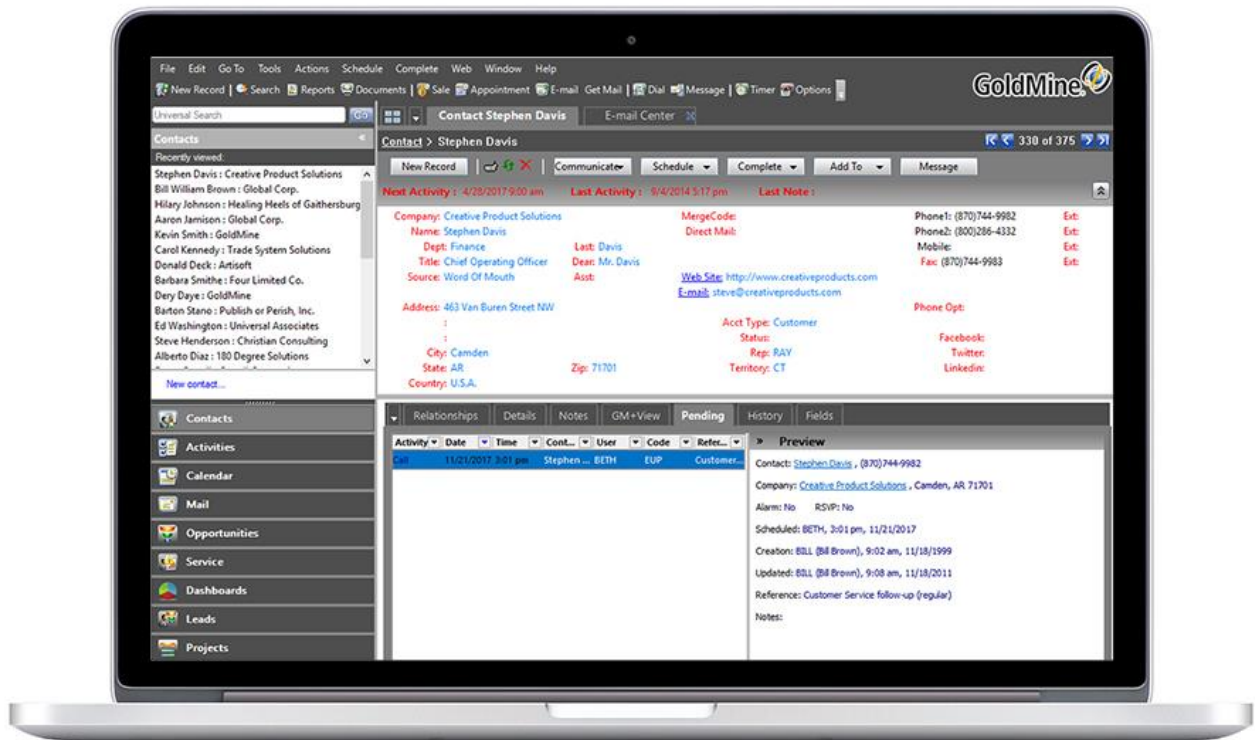 File Edit Go To Tools Actions Schedule Complete Web Window Help
New Record | Search Reports Documents | Sale Appointment E-mail Get Mail | Dial Message | Timer Options
GoldMine
Universal Search Go
Contact Stephen Davis E-mail Center
Contacts
Recently viewed:
Stephen Davis : Creative Product Solutions
Bill William Brown : Global Corp.
Hilary Johnson : Healing Heels of Gaithersburg
Aaron Jamison : Global Corp.
Kevin Smith : GoldMine
Carol Kennedy : Trade System Solutions
Donald Deck : Artisoft
Barbara Smithe : Four Limited Co.
Dery Daye : GoldMine
Barton Stano : Publish or Perish, Inc.
Ed Washington : Universal Associates
Steve Henderson : Christian Consulting
Alberto Diaz : 180 Degree Solutions
New contact...
Contacts
Activities
Calendar
Mail
Opportunities
Service
Dashboards
Leads
Projects
Contact > Stephen Davis 330 of 375
New Record Communicate Schedule Complete Add To Message
Next Activity : 4/28/2017 9:00 am Last Activity : 9/4/2014 5:17 pm Last Note :
Company: Creative Product Solutions MergeCode: Phone1: (870)744-9982 Ext:
Name: Stephen Davis Direct Mail: Phone2: (800)286-4332 Ext:
Dept: Finance Last: Davis Mobile: Ext:
Title: Chief Operating Officer Dear: Mr. Davis Fax: (870)744-9983 Ext:
Source: Word Of Mouth Asst: Web Site: http://www.creativeproducts.com
E-mail: steve@creativeproducts.com
Address: 463 Van Buren Street NW Phone Opt:
: Acct Type: Customer
: Status: Facebook:
City: Camden Rep: RAY Twitter:
State: AR Zip: 71701 Territory: CT Linkedin:
Country: U.S.A.
Relationships Details Notes GM+View Pending History Fields
Activity Date Time Cont... User Code Refer...
Call 11/21/2017 3:01 pm Stephen ... BETH EUP Customer...
» Preview
Contact: Stephen Davis , (870)744-9982
Company: Creative Product Solutions , Camden, AR 71701
Alarm: No RSVP: No
Scheduled: BETH, 3:01 pm, 11/21/2017
Creation: BILL (Bill Brown), 9:02 am, 11/18/1999
Updated: BILL (Bill Brown), 9:08 am, 11/18/2011
Reference: Customer Service follow-up (regular)
Notes: